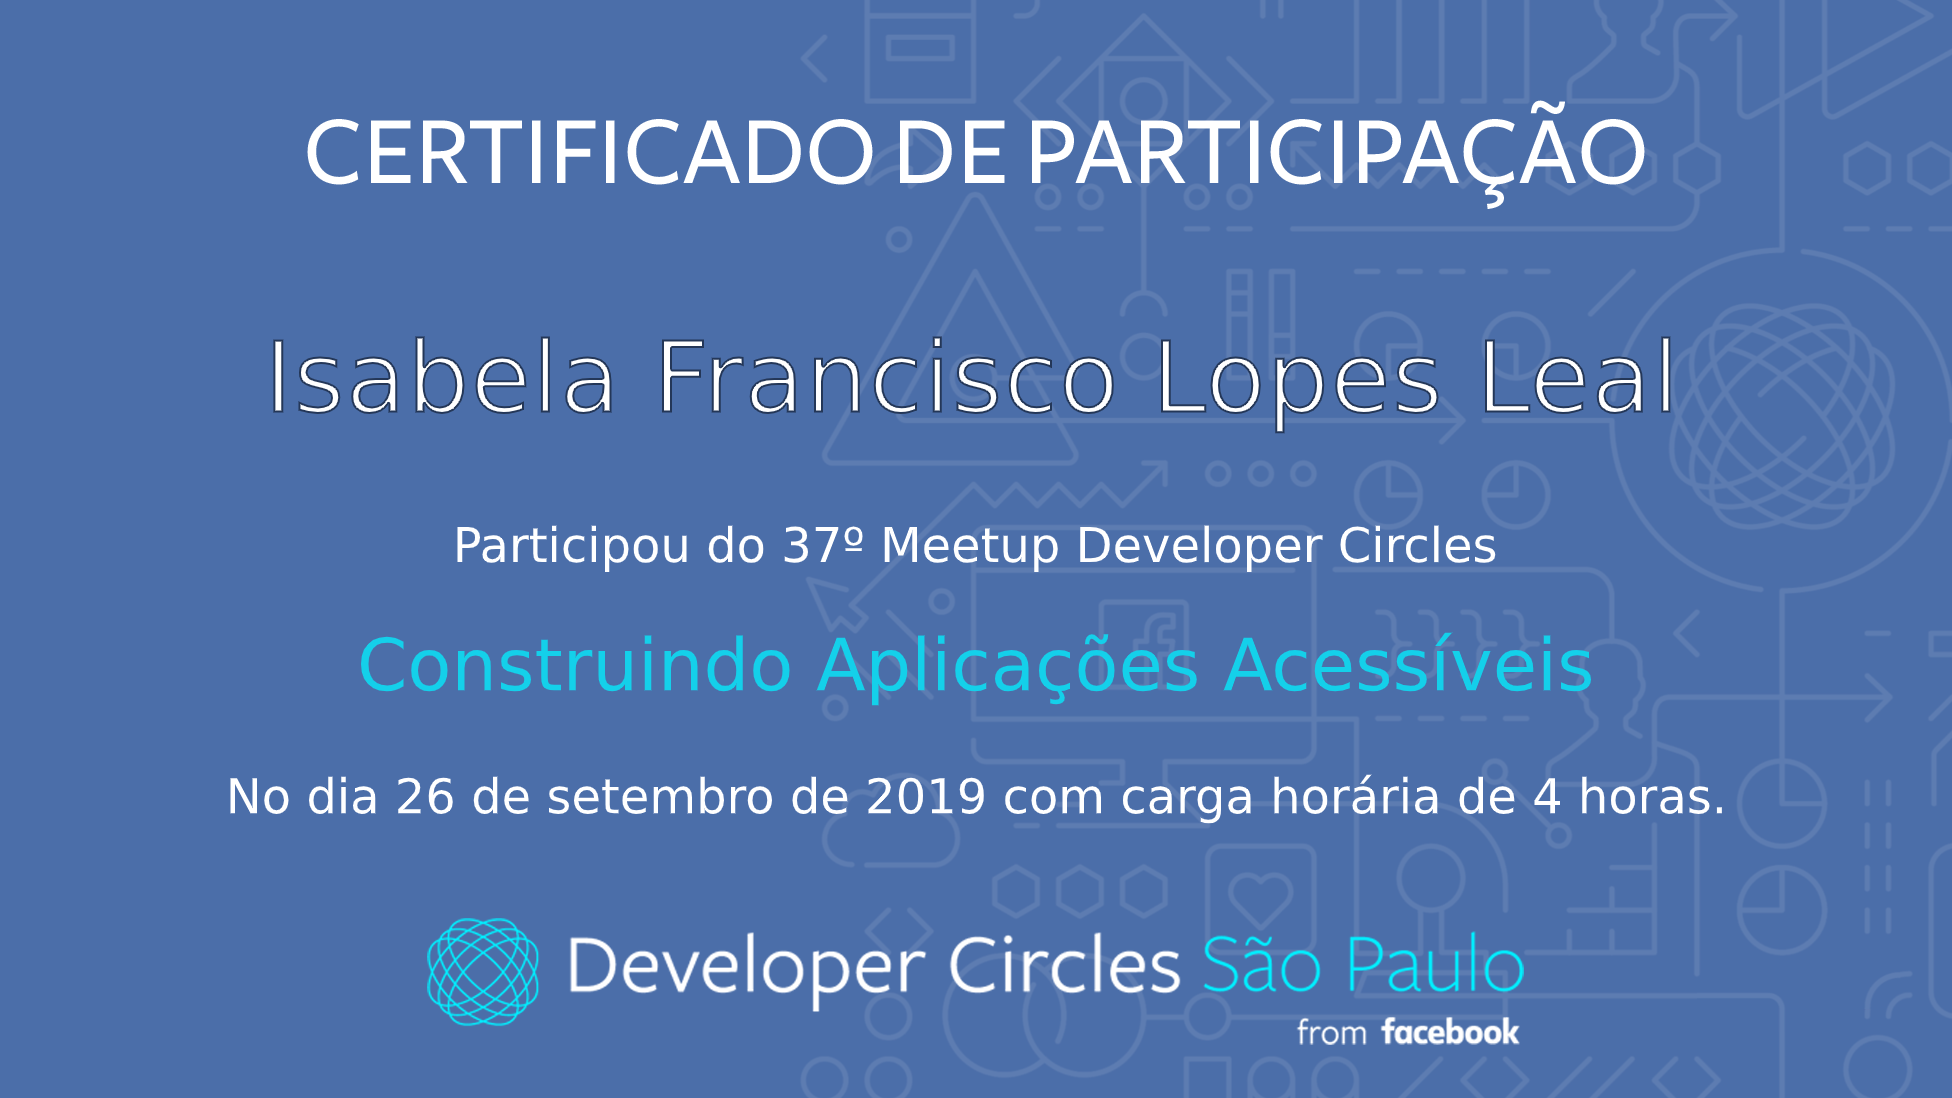 CERTIFICADO DE PARTICIPAÇÃO
Isabela Francisco Lopes Leal
Participou do 37º Meetup Developer Circles
Construindo Aplicações Acessíveis
No dia 26 de setembro de 2019 com carga horária de 4 horas.
Developer Circles São Paulo
from facebook